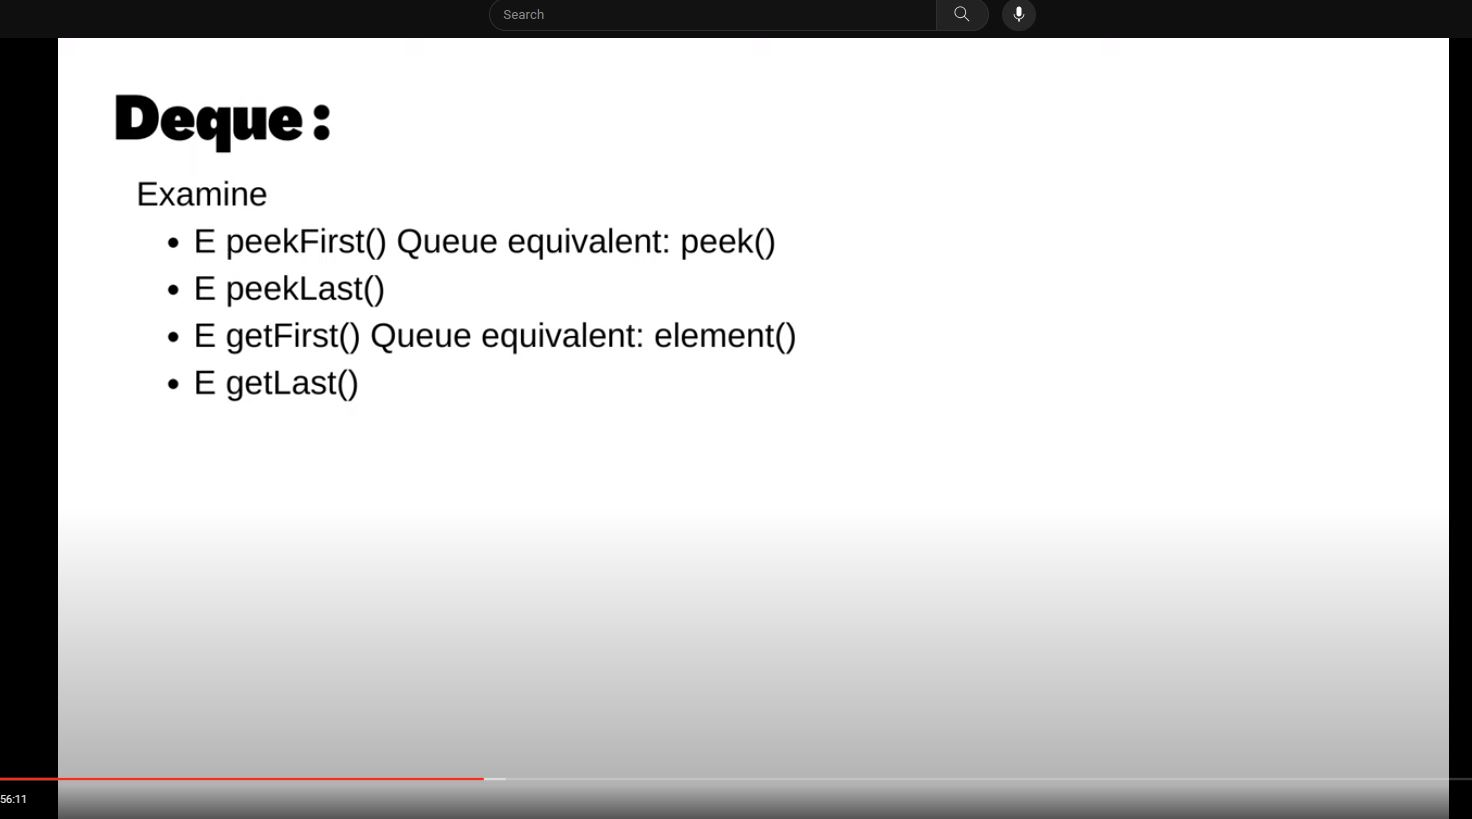 Search
Deque :
Examine
• E peekFirst() Queue equivalent: peek()
• E peekLast()
• E getFirst() Queue equivalent: element()
• E getLast()
56:11